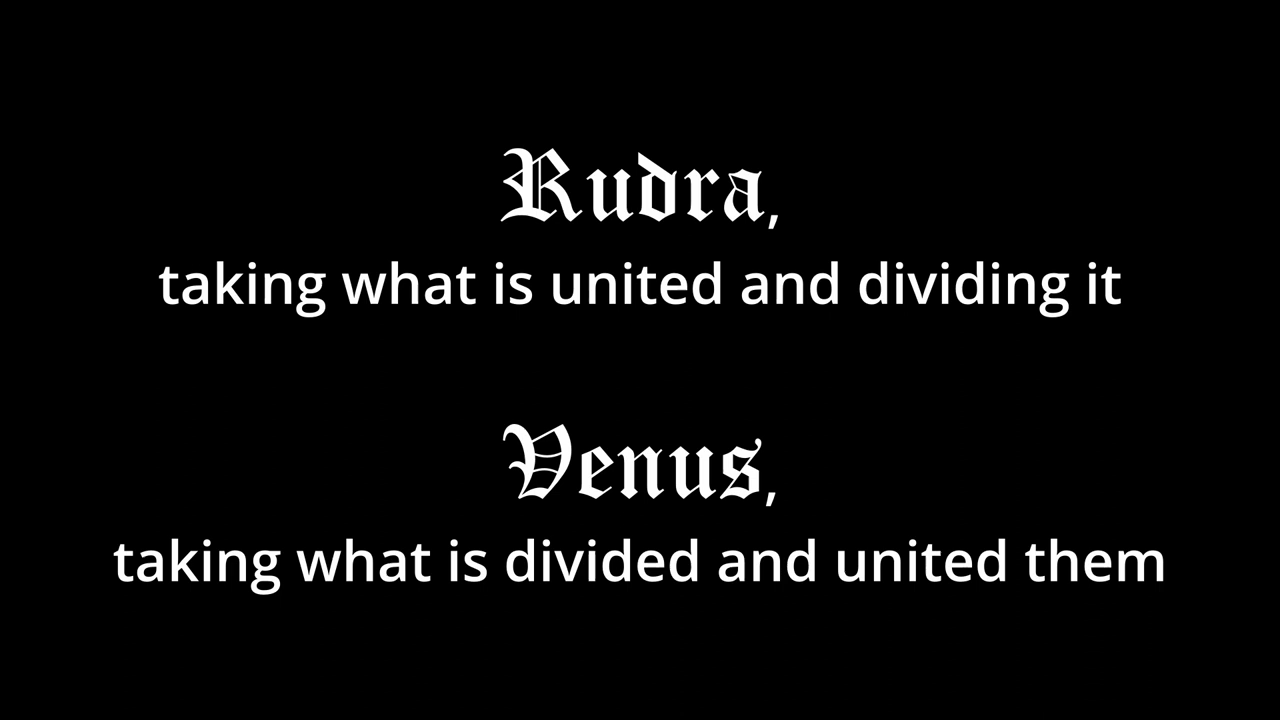 Rudra,
taking what is united and dividing it
Venus,
taking what is divided and united them